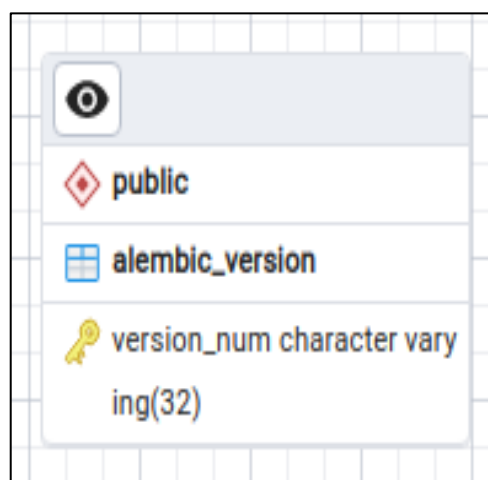 public
alembic_version
version_num character vary
ing(32)